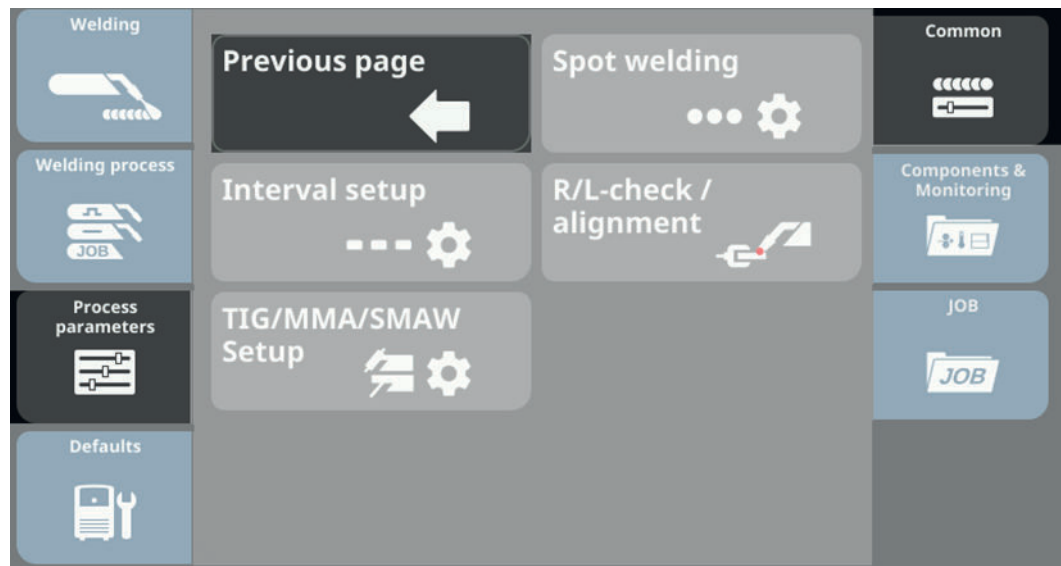 Welding
Welding process
JOB
Process
parameters
Defaults
Previous page
Spot welding
Interval setup
R/L-check /
alignment
TIG/MMA/SMAW
Setup
Common
Components &
Monitoring
JOB
JOB